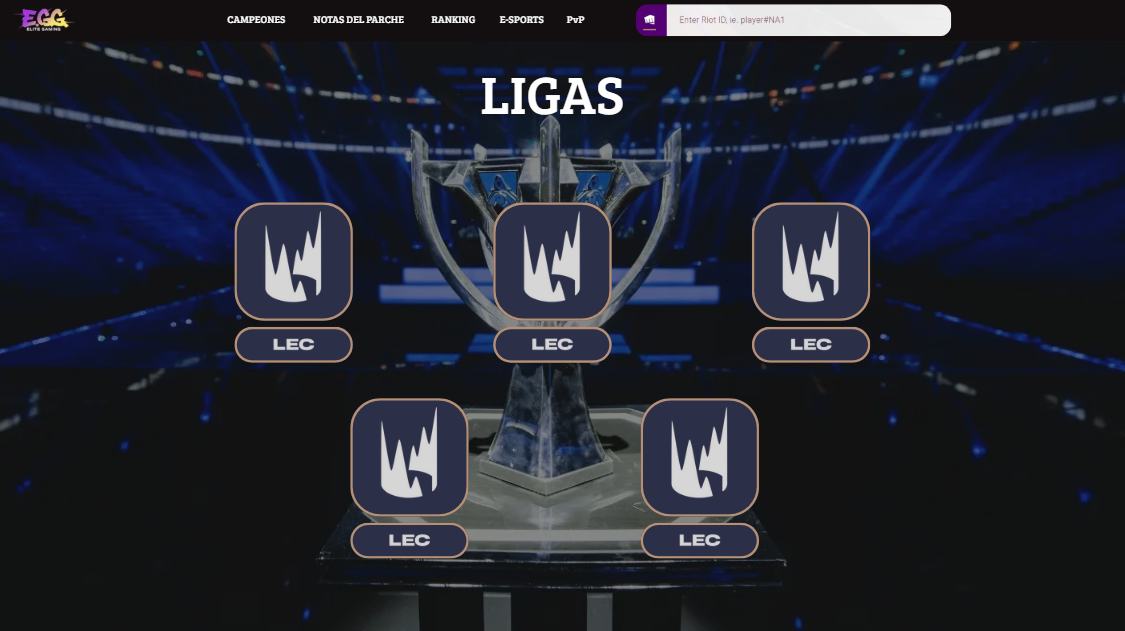 EGG
ELITE GAMING
CAMPEONES
NOTAS DEL PARCHE
RANKING
E-SPORTS
PvP
Enter Riot ID, ie. player#NA1
LIGAS
LEC
LEC
LEC
LEC
LEC